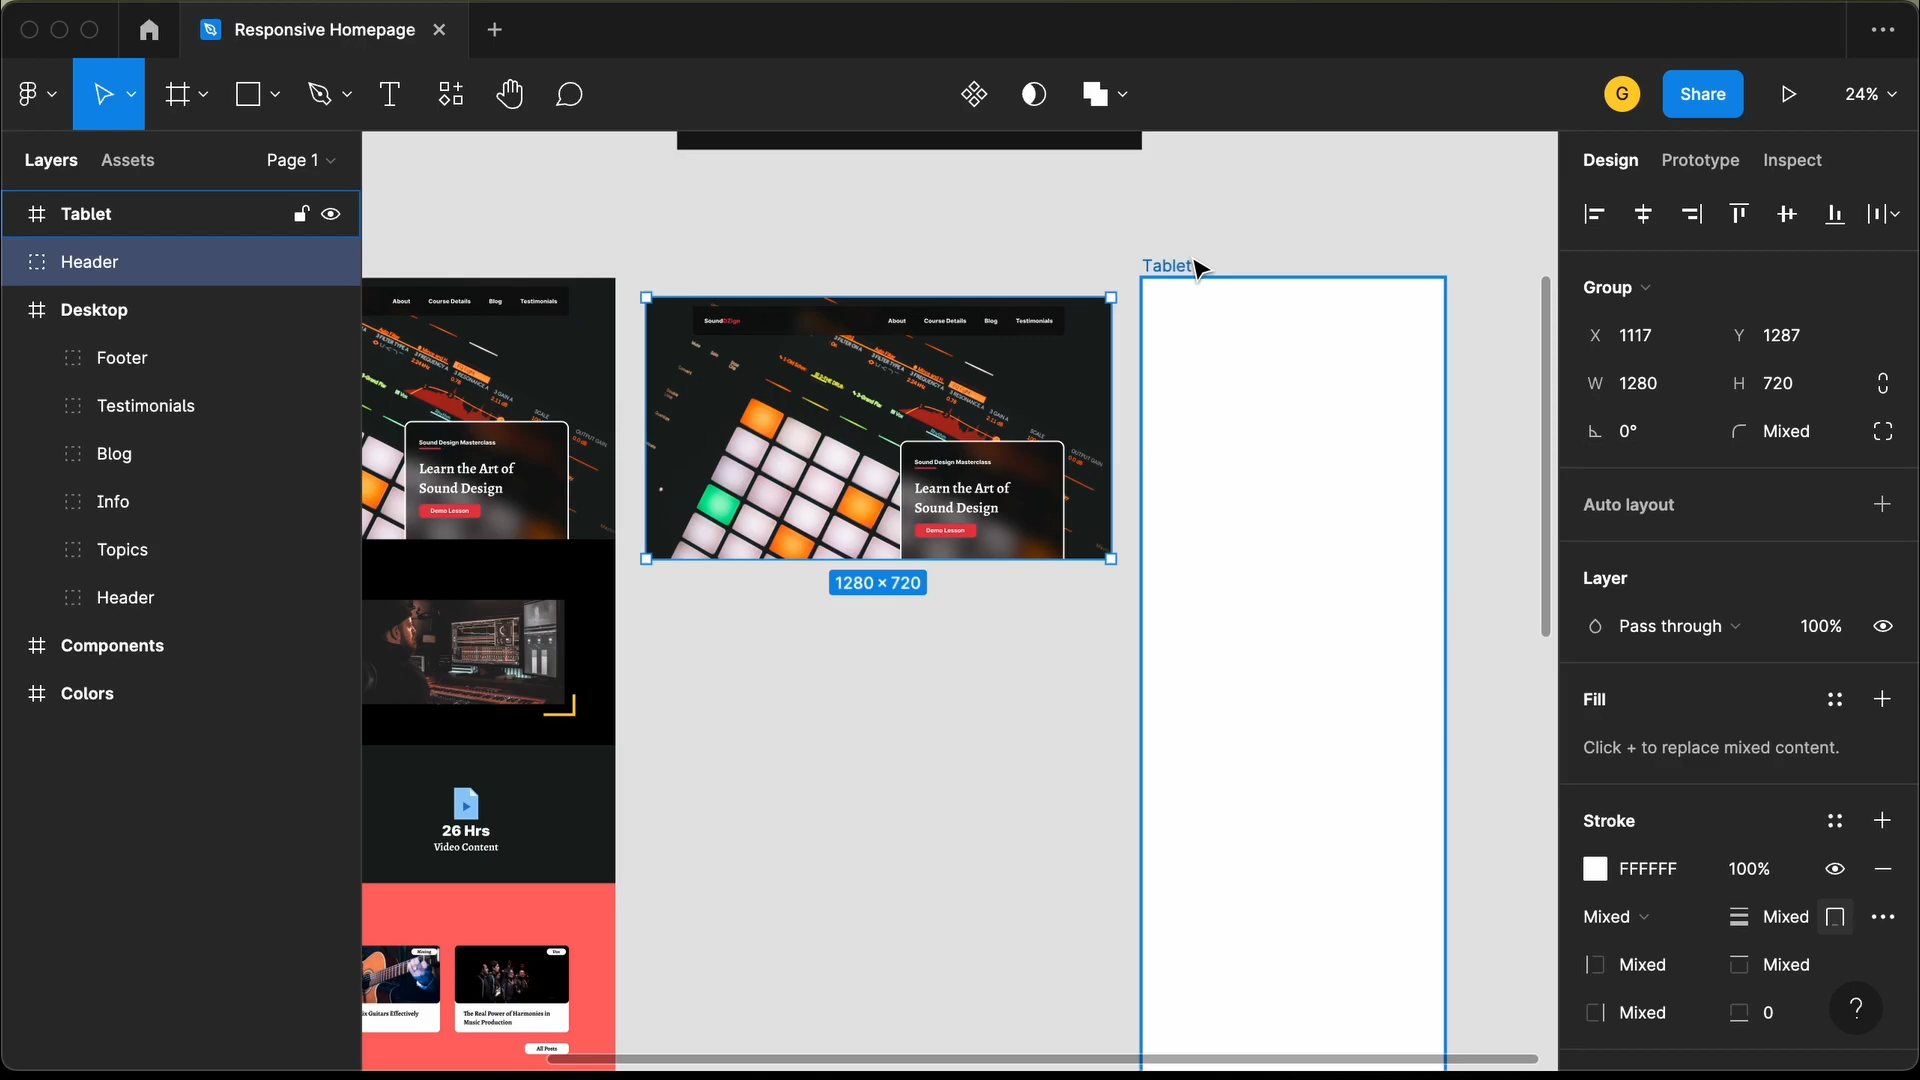 Responsive Homepage
G
Share
24%
Layers
Assets
Page 1
Tablet
Header
Desktop
Footer
Testimonials
Blog
Info
Topics
Header
Components
Colors
About
Course Details
Blog
Testimonials
Sound Design Masterclass
Learn the Art of
Sound Design
Demo Lesson
26 Hrs
Video Content
Mixing
ix Guitars Effectively
The Real Power of Harmonies in
Music Production
All Posts
SoundDZign
About
Course Details
Blog
Testimonials
Sound Design Masterclass
Learn the Art of
Sound Design
Demo Lesson
1280 × 720
Tablet
Design
Prototype
Inspect
Group
X 1117
Y 1287
W 1280
H 720
0°
Mixed
Auto layout
Layer
Pass through
100%
Fill
Click + to replace mixed content.
Stroke
FFFFFF
100%
Mixed
Mixed
Mixed
Mixed
Mixed
0
?